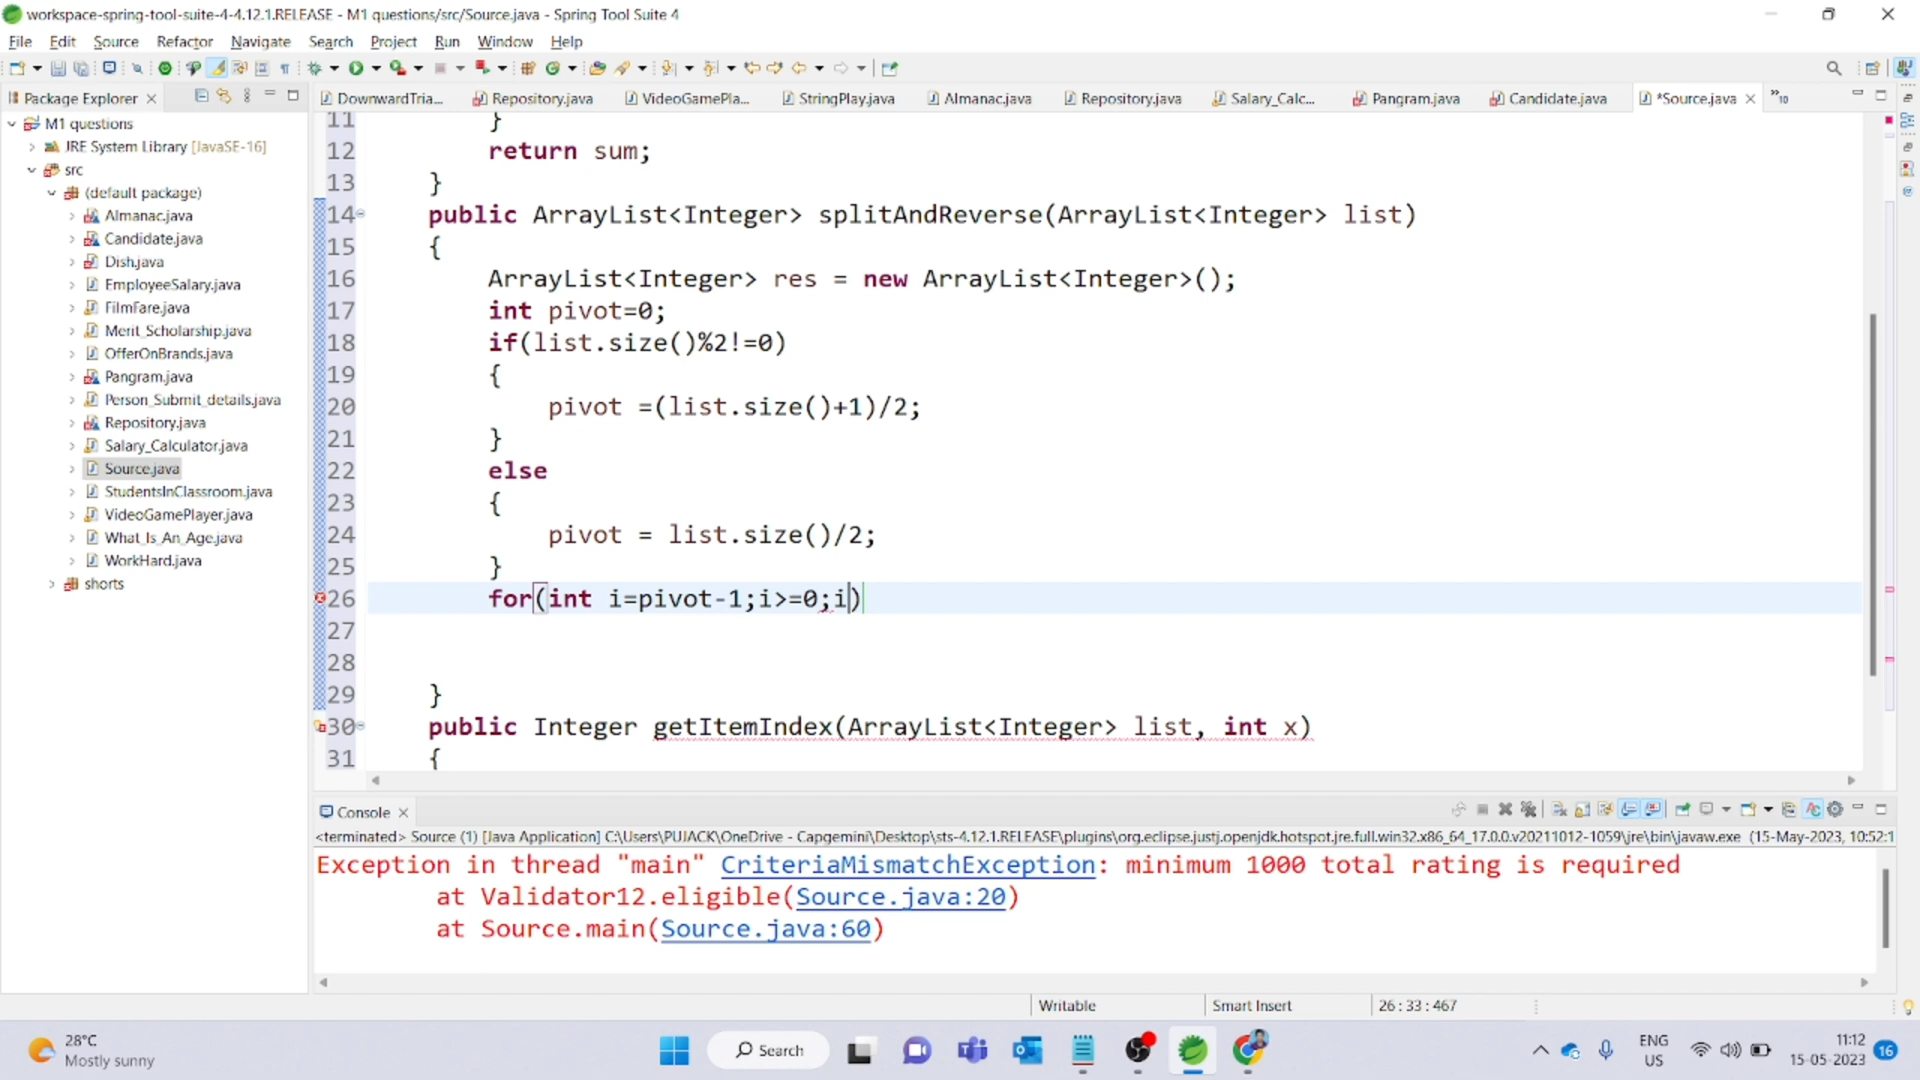 workspace-spring-tool-suite-4-4.12.1.RELEASE - M1 questions/src/Source.java - Spring Tool Suite 4
File Edit Source Refactor Navigate Search Project Run Window Help
Package Explorer
DownwardTria... Repository.java VideoGamePla... StringPlay.java Almanac.java Repository.java Salary_Calc... Pangram.java Candidate.java *Source.java »10
M1 questions
JRE System Library [JavaSE-16]
src
(default package)
Almanac.java
Candidate.java
Dish.java
EmployeeSalary.java
FilmFare.java
Merit_Scholarship.java
OfferOnBrands.java
Pangram.java
Person_Submit_details.java
Repository.java
Salary_Calculator.java
Source.java
StudentsInClassroom.java
VideoGamePlayer.java
What_Is_An_Age.java
WorkHard.java
shorts
11 }
12 return sum;
13 }
14 public ArrayList<Integer> splitAndReverse(ArrayList<Integer> list)
15 {
16 ArrayList<Integer> res = new ArrayList<Integer>();
17 int pivot=0;
18 if(list.size()%2!=0)
19 {
20 pivot =(list.size()+1)/2;
21 }
22 else
23 {
24 pivot = list.size()/2;
25 }
26 for(int i=pivot-1;i>=0;i)
27
28
29 }
30 public Integer getItemIndex(ArrayList<Integer> list, int x)
31 {
Console
<terminated> Source (1) [Java Application] C:\Users\PUJACK\OneDrive - Capgemini\Desktop\sts-4.12.1.RELEASE\plugins\org.eclipse.justj.openjdk.hotspot.jre.full.win32.x86_64_17.0.0.v20211012-1059\jre\bin\javaw.exe (15-May-2023, 10:52:1
Exception in thread "main" CriteriaMismatchException: minimum 1000 total rating is required
at Validator12.eligible(Source.java:20)
at Source.main(Source.java:60)
Writable Smart Insert 26 : 33 : 467
28°C
Mostly sunny
Search
ENG
US
11:12
15-05-2023
16